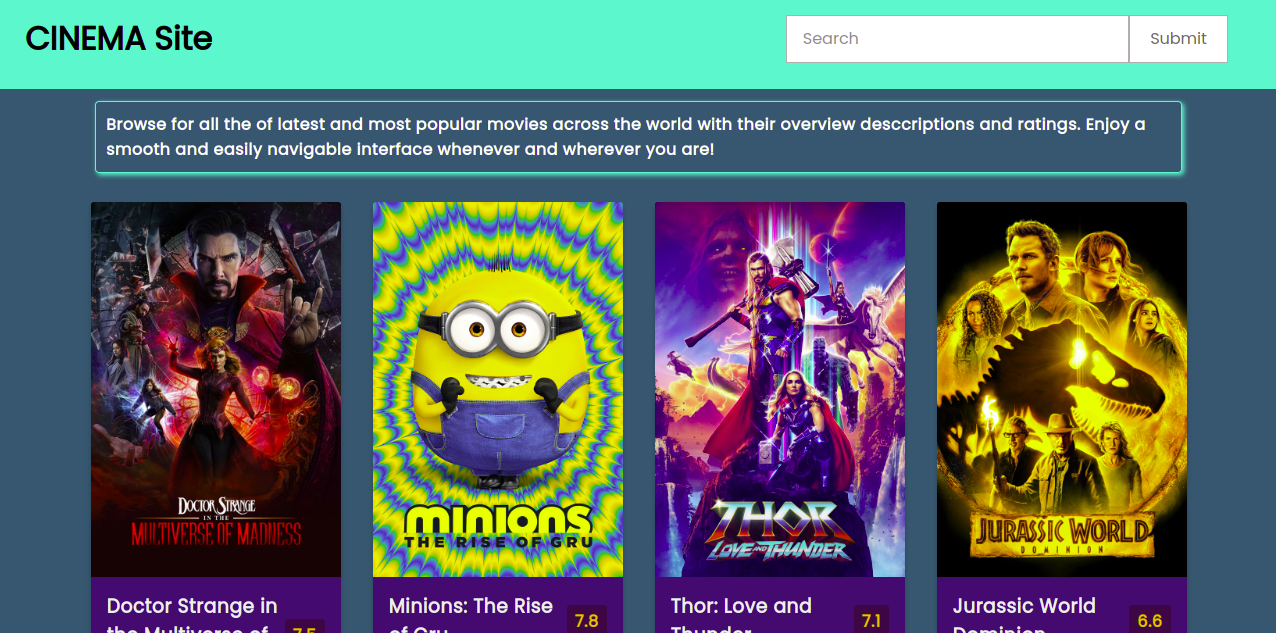 CINEMA Site
Search
Submit
Browse for all the of latest and most popular movies across the world with their overview desccriptions and ratings. Enjoy a
smooth and easily navigable interface whenever and wherever you are!
DOCTOR STRANGE
IN THE
MULTIVERSE OF MADNESS
minions
THE RISE OF GRU
THOR
LOVE AND THUNDER
JURASSIC WORLD
DOMINION
Doctor Strange in
the Multiverse of
7.5
Minions: The Rise
of Gru
7.8
Thor: Love and
Thunder
7.1
Jurassic World
Dominion
6.6